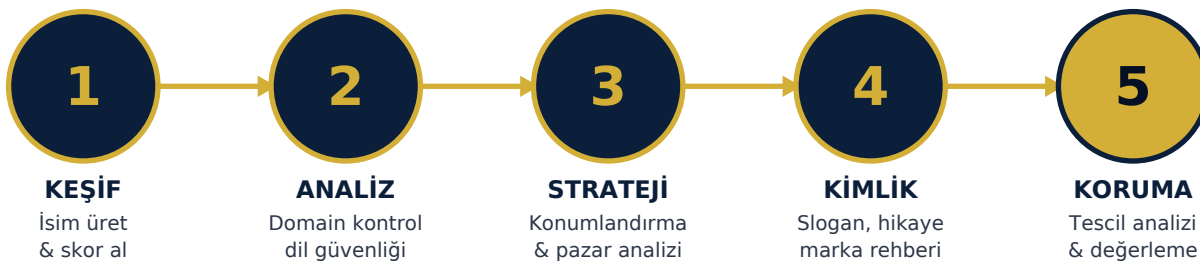 1
2
3
4
5
KEŞİF
İsim üret
& skor al
ANALİZ
Domain kontrol
dil güvenliği
STRATEJİ
Konumlandırma
& pazar analizi
KİMLİK
Slogan, hikaye
marka rehberi
KORUMA
Tescil analizi
& değerleme